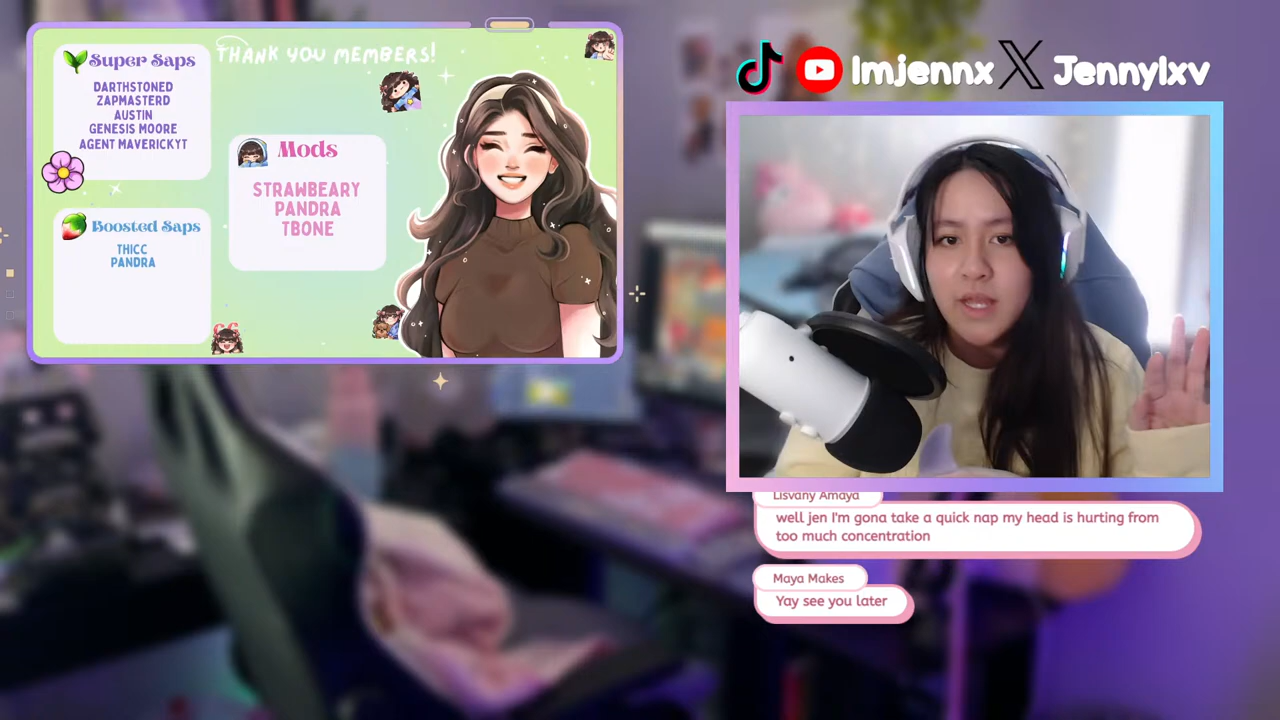 THANK YOU MEMBERS!
Super Saps
DARTHSTONED
ZAPMASTERD
AUSTIN
GENESIS MOORE
AGENT MAVERICKYT
Boosted Saps
THICC
PANDRA
Mods
STRAWBEARY
PANDRA
TBONE
Imjennx X Jennylxv
Lisvany Amaya
well jen I'm gona take a quick nap my head is hurting from
too much concentration
Maya Makes
Yay see you later